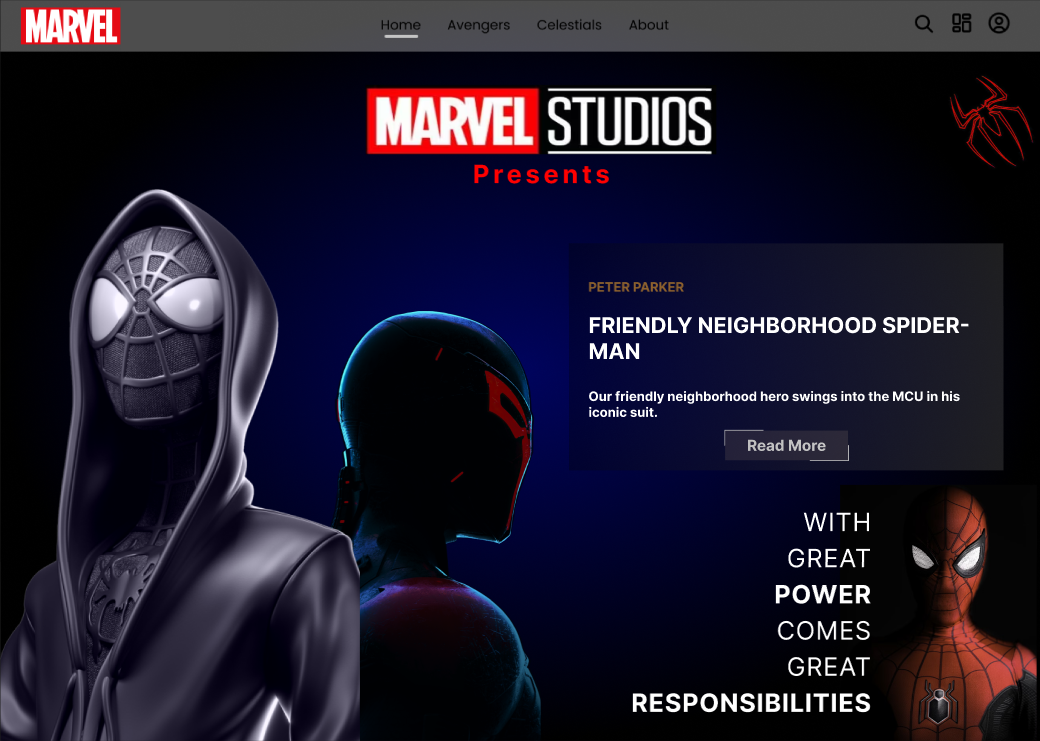 MARVEL
Home Avengers Celestials About
MARVEL STUDIOS
Presents
PETER PARKER
FRIENDLY NEIGHBORHOOD SPIDER-
MAN
Our friendly neighborhood hero swings into the MCU in his
iconic suit.
Read More
WITH
GREAT
POWER
COMES
GREAT
RESPONSIBILITIES